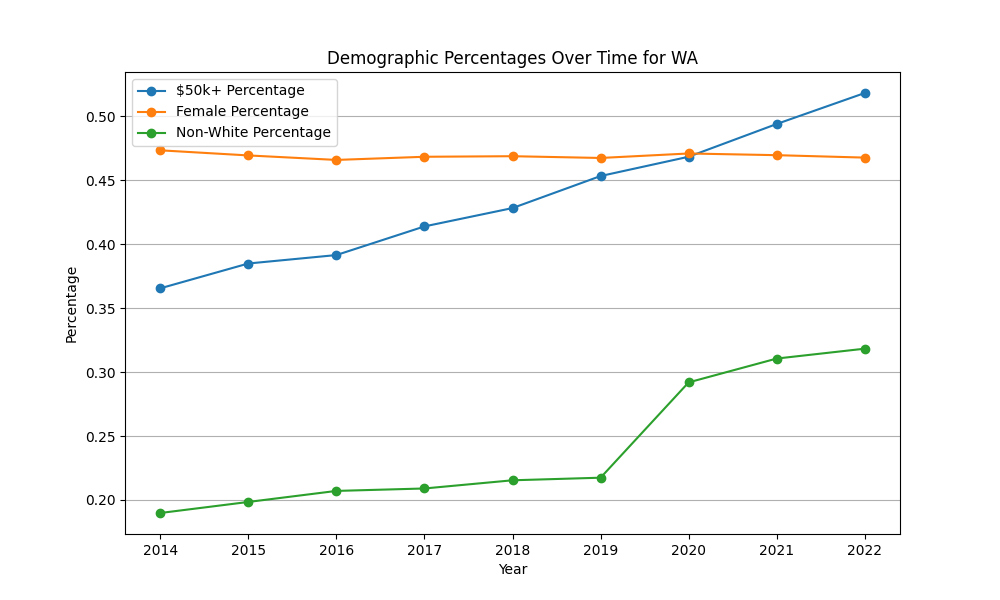 Demographic Percentages Over Time for WA
$50k+ Percentage
Female Percentage
Non-White Percentage
Percentage
0.50
0.45
0.40
0.35
0.30
0.25
0.20
2014 2015 2016 2017 2018 2019 2020 2021 2022
Year